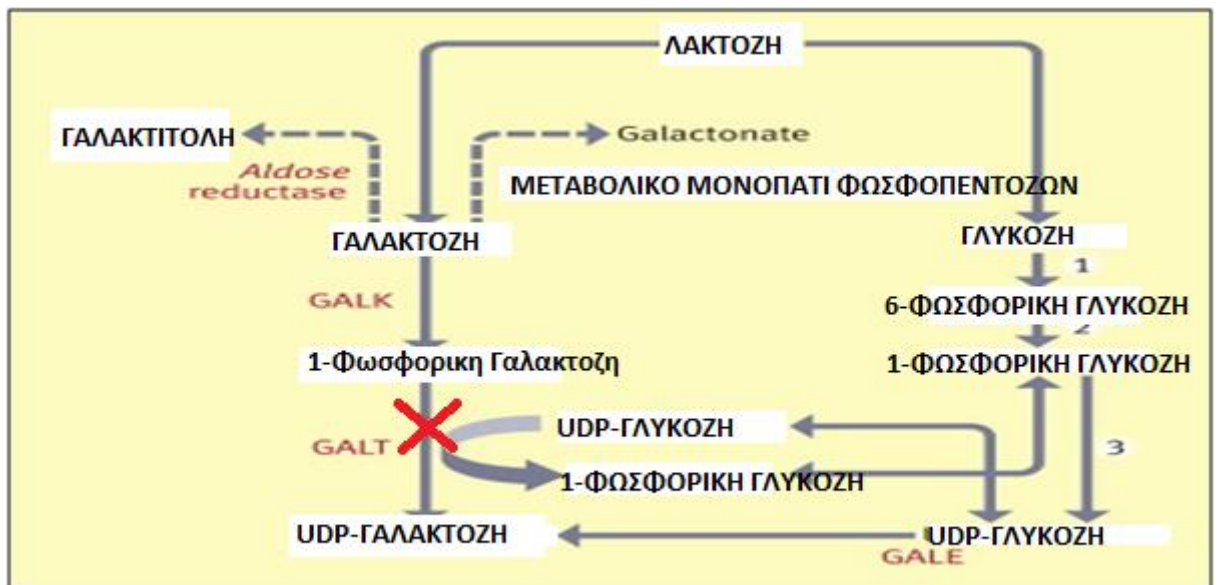 ΛΑΚΤΟΖΗ
ΓΑΛΑΚΤΙΤΟΛΗ
Galactonate
Aldose
reductase
ΜΕΤΑΒΟΛΙΚΟ ΜΟΝΟΠΑΤΙ ΦΩΣΦΟΠΕΝΤΟΖΩΝ
ΓΑΛΑΚΤΟΖΗ
ΓΛΥΚΟΖΗ
1
GALK
6-ΦΩΣΦΟΡΙΚΗ ΓΛΥΚΟΖΗ
2
1-Φωσφορικη Γαλακτοζη
1-ΦΩΣΦΟΡΙΚΗ ΓΛΥΚΟΖΗ
UDP-ΓΛΥΚΟΖΗ
GALT
3
1-ΦΩΣΦΟΡΙΚΗ ΓΛΥΚΟΖΗ
UDP-ΓΑΛΑΚΤΟΖΗ
UDP-ΓΛΥΚΟΖΗ
GALE